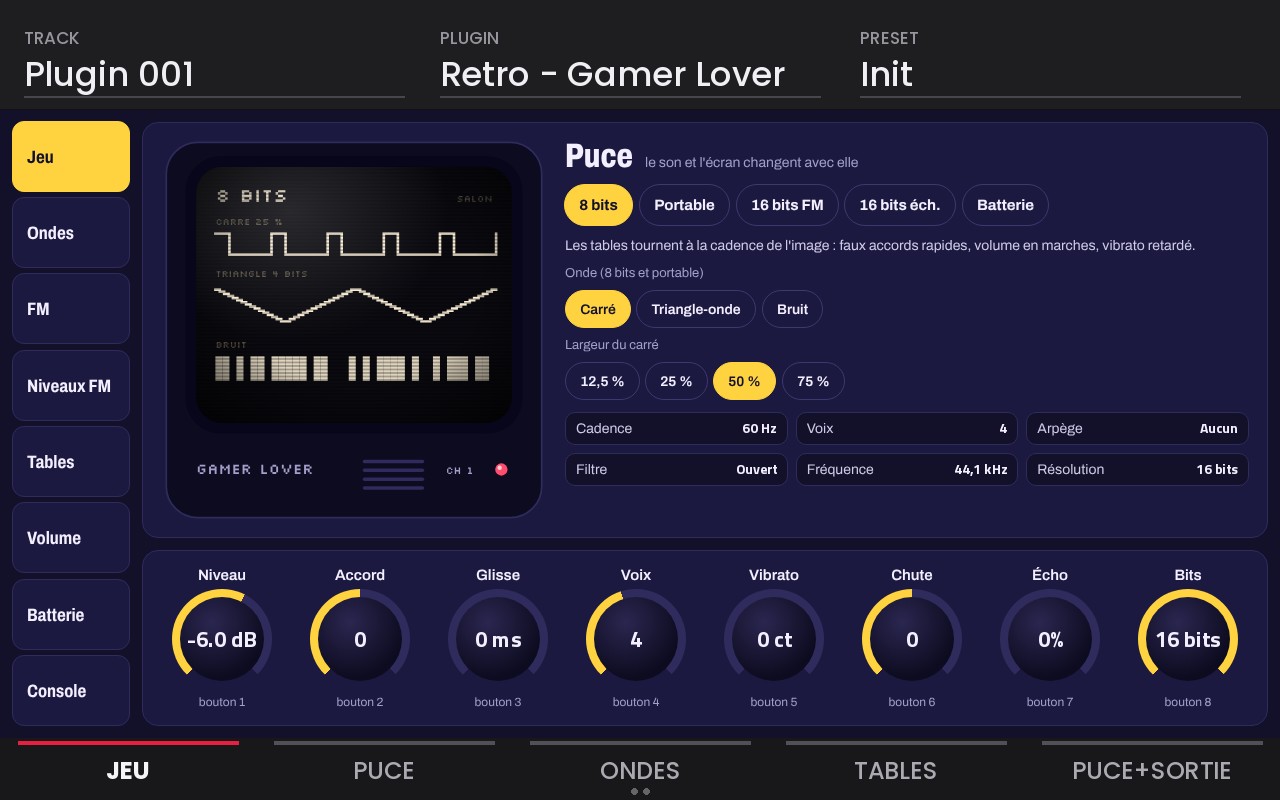 TRACK
PLUGIN
PRESET
Plugin 001
Retro - Gamer Lover
Init
Jeu
Ondes
FM
Niveaux FM
Tables
Volume
Batterie
Console
8 BITS
SALON
CARRE 25 %
TRIANGLE 4 BITS
BRUIT
GAMER LOVER
CH 1
Puce le son et l'écran changent avec elle
8 bits
Portable
16 bits FM
16 bits éch.
Batterie
Les tables tournent à la cadence de l'image : faux accords rapides, volume en marches, vibrato retardé.
Onde (8 bits et portable)
Carré
Triangle-onde
Bruit
Largeur du carré
12,5 %
25 %
50 %
75 %
Cadence 60 Hz
Voix 4
Arpège Aucun
Filtre Ouvert
Fréquence 44,1 kHz
Résolution 16 bits
Niveau
Accord
Glisse
Voix
Vibrato
Chute
Écho
Bits
-6.0 dB
0
0 ms
4
0 ct
0
0%
16 bits
bouton 1
bouton 2
bouton 3
bouton 4
bouton 5
bouton 6
bouton 7
bouton 8
JEU
PUCE
ONDES
TABLES
PUCE+SORTIE